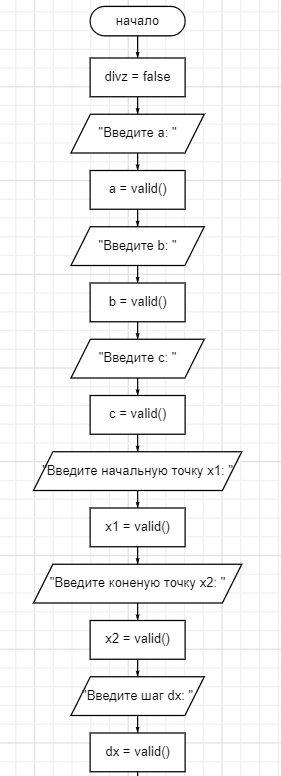 начало
divz = false
"Введите a: "
a = valid()
"Введите b: "
b = valid()
"Введите c: "
c = valid()
"Введите начальную точку x1: "
x1 = valid()
"Введите коненую точку x2: "
x2 = valid()
"Введите шаг dx: "
dx = valid()